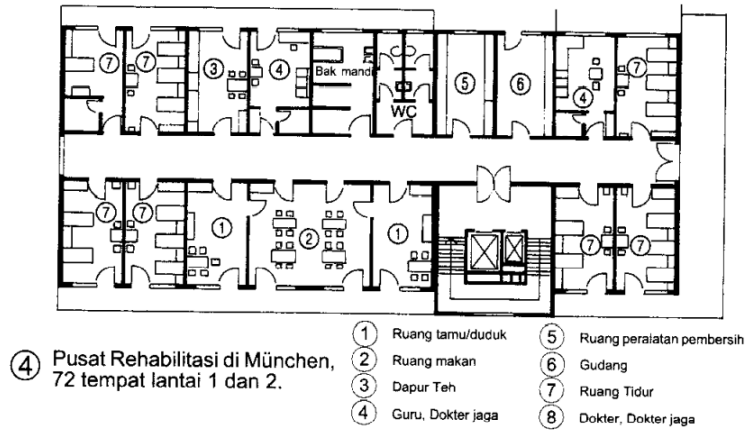 7 7 3 4 Bak mandi 5 6 4 7
WC
7 7 1 2 1 7 7
4 Pusat Rehabilitasi di München,
72 tempat lantai 1 dan 2.
1 Ruang tamu/duduk
2 Ruang makan
3 Dapur Teh
4 Guru, Dokter jaga
5 Ruang peralatan pembersih
6 Gudang
7 Ruang Tidur
8 Dokter, Dokter jaga